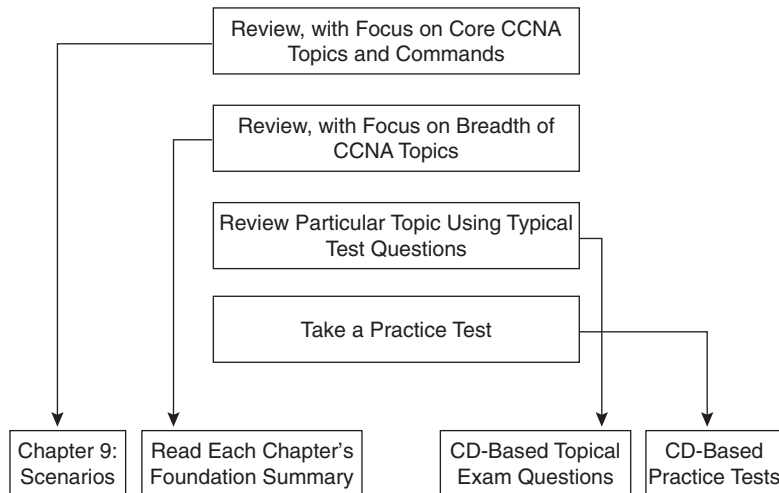 Review, with Focus on Core CCNA
Topics and Commands
Review, with Focus on Breadth of
CCNA Topics
Review Particular Topic Using Typical
Test Questions
Take a Practice Test
Chapter 9:
Scenarios
Read Each Chapter’s
Foundation Summary
CD-Based Topical
Exam Questions
CD-Based
Practice Tests